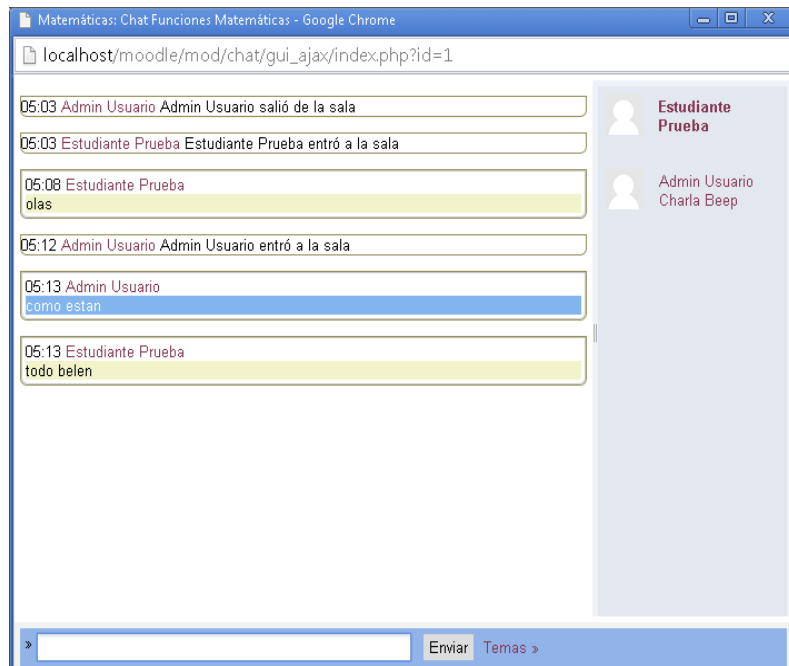 Matemáticas: Chat Funciones Matemáticas - Google Chrome
localhost/moodle/mod/chat/gui_ajax/index.php?id=1
05:03 Admin Usuario Admin Usuario salió de la sala
05:03 Estudiante Prueba Estudiante Prueba entró a la sala
05:08 Estudiante Prueba
olas
05:12 Admin Usuario Admin Usuario entró a la sala
05:13 Admin Usuario
como estan
05:13 Estudiante Prueba
todo belen
Estudiante
Prueba
Admin Usuario
Charla Beep
» Enviar Temas »